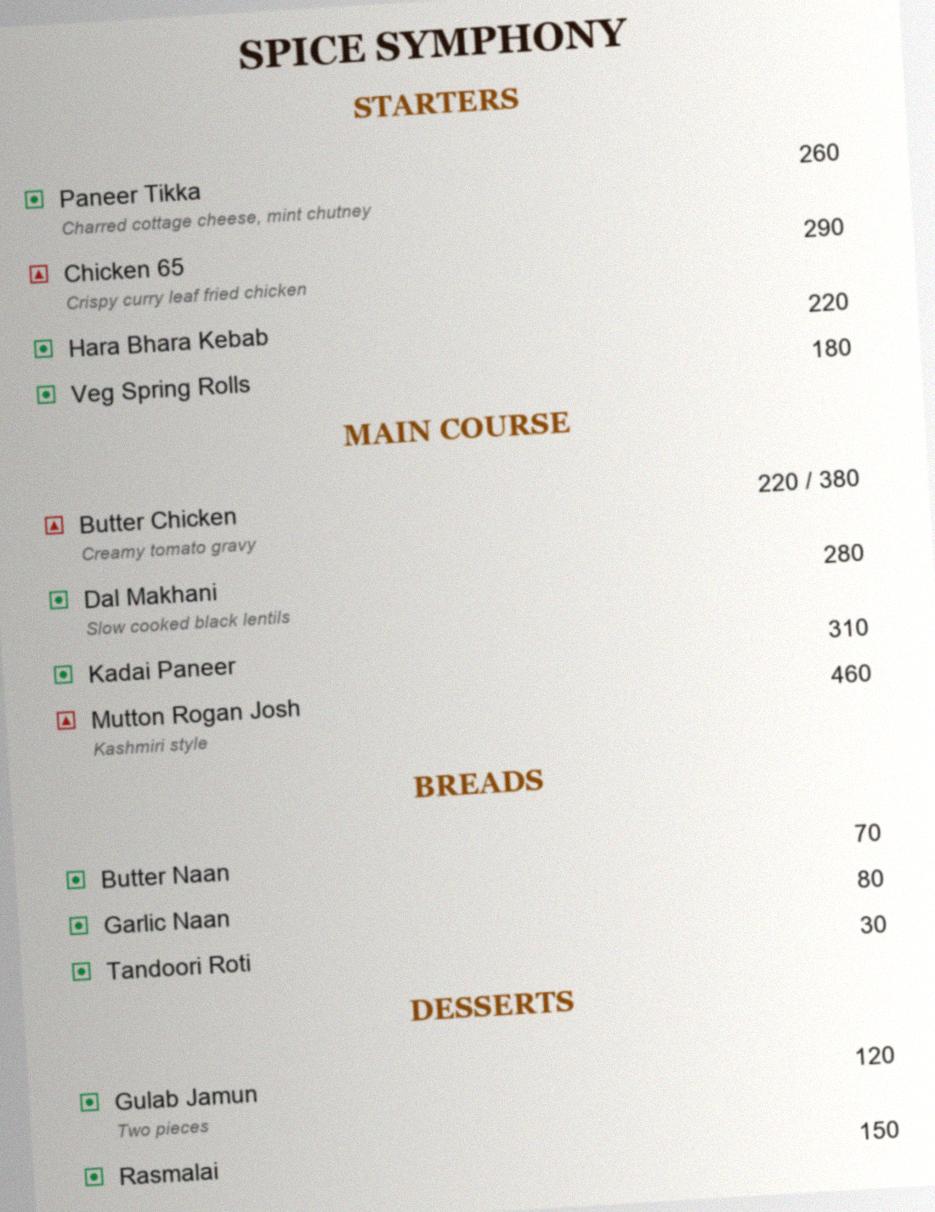 SPICE SYMPHONY
STARTERS
Paneer Tikka 260
Charred cottage cheese, mint chutney
Chicken 65 290
Crispy curry leaf fried chicken
Hara Bhara Kebab 220
Veg Spring Rolls 180
MAIN COURSE
Butter Chicken 220 / 380
Creamy tomato gravy
Dal Makhani 280
Slow cooked black lentils
Kadai Paneer 310
Mutton Rogan Josh 460
Kashmiri style
BREADS
Butter Naan 70
Garlic Naan 80
Tandoori Roti 30
DESSERTS
Gulab Jamun 120
Two pieces
Rasmalai 150